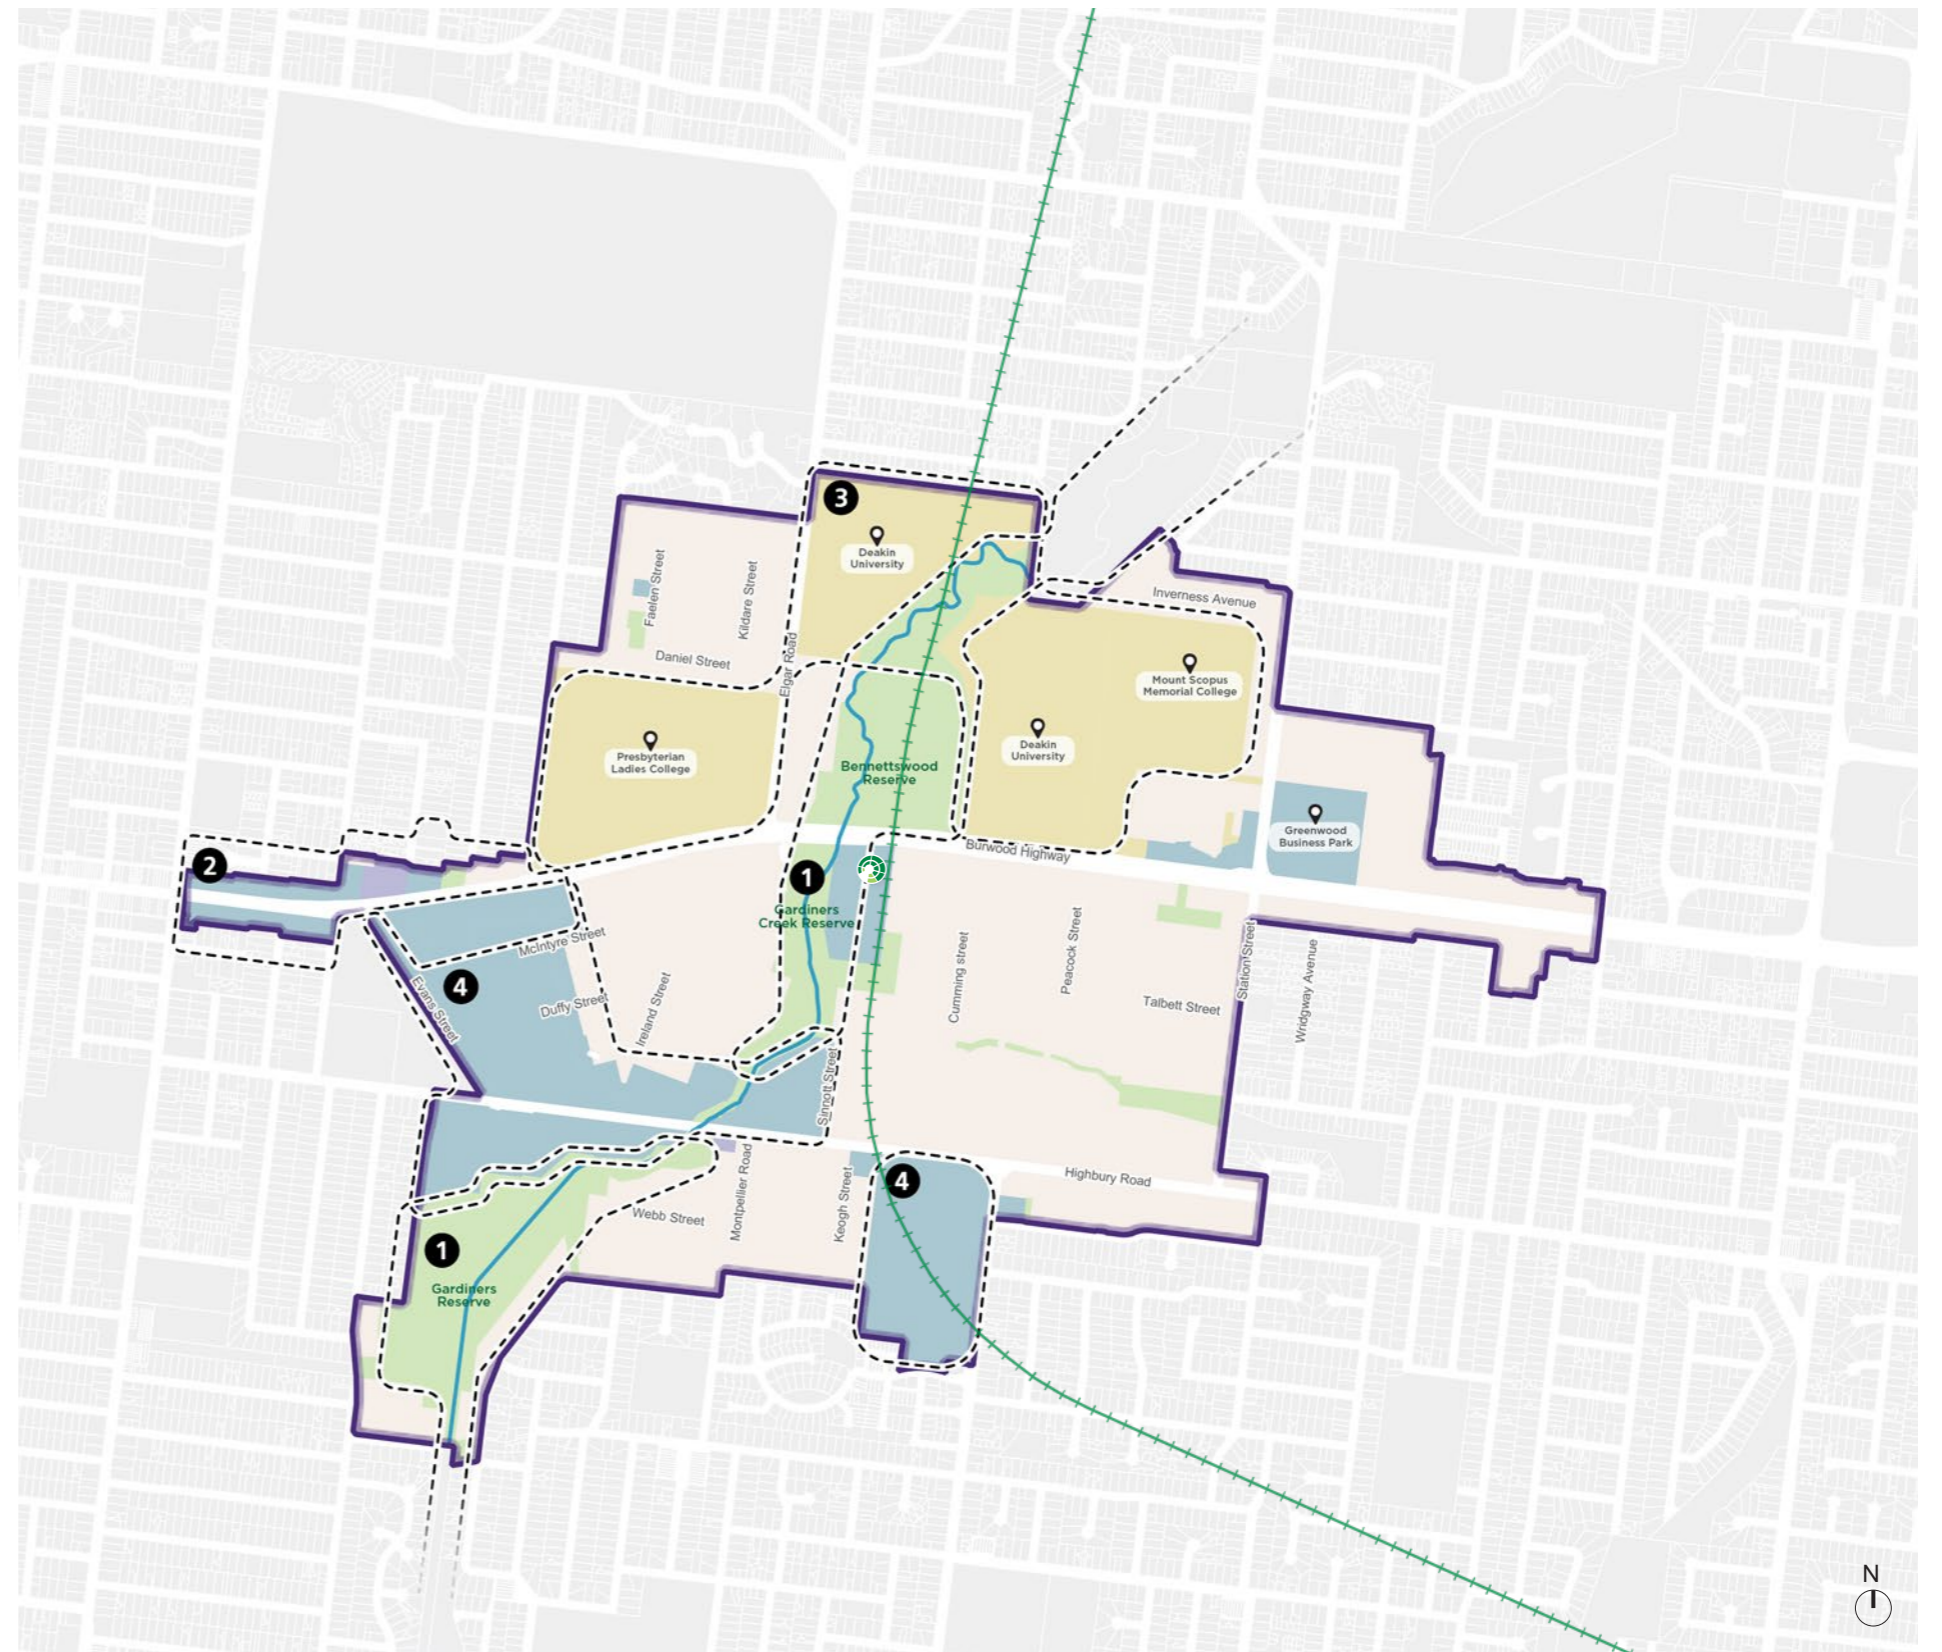 3
Deakin
University
Faelen Street
Kildare Street
Inverness Avenue
Daniel Street
Elgar Road
Mount Scopus
Memorial College
Presbyterian
Ladies College
Deakin
University
Bennettswood
Reserve
Greenwood
Business Park
Burwood Highway
2
1
Gardiners
Creek Reserve
McIntyre Street
Cumming street
Peacock Street
Station Street
Wridgway Avenue
4
Evans Street
Duffy Street
Ireland Street
Talbett Street
Sinnott Street
Montpellier Road
Keogh Street
4
Highbury Road
Webb Street
1
Gardiners
Reserve
N